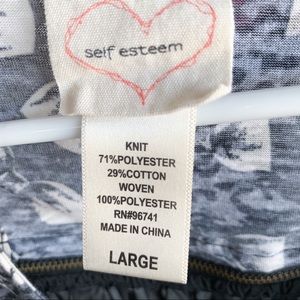 self esteem
KNIT
71%POLYESTER
29%COTTON
WOVEN
100%POLYESTER
RN#96741
MADE IN CHINA
LARGE